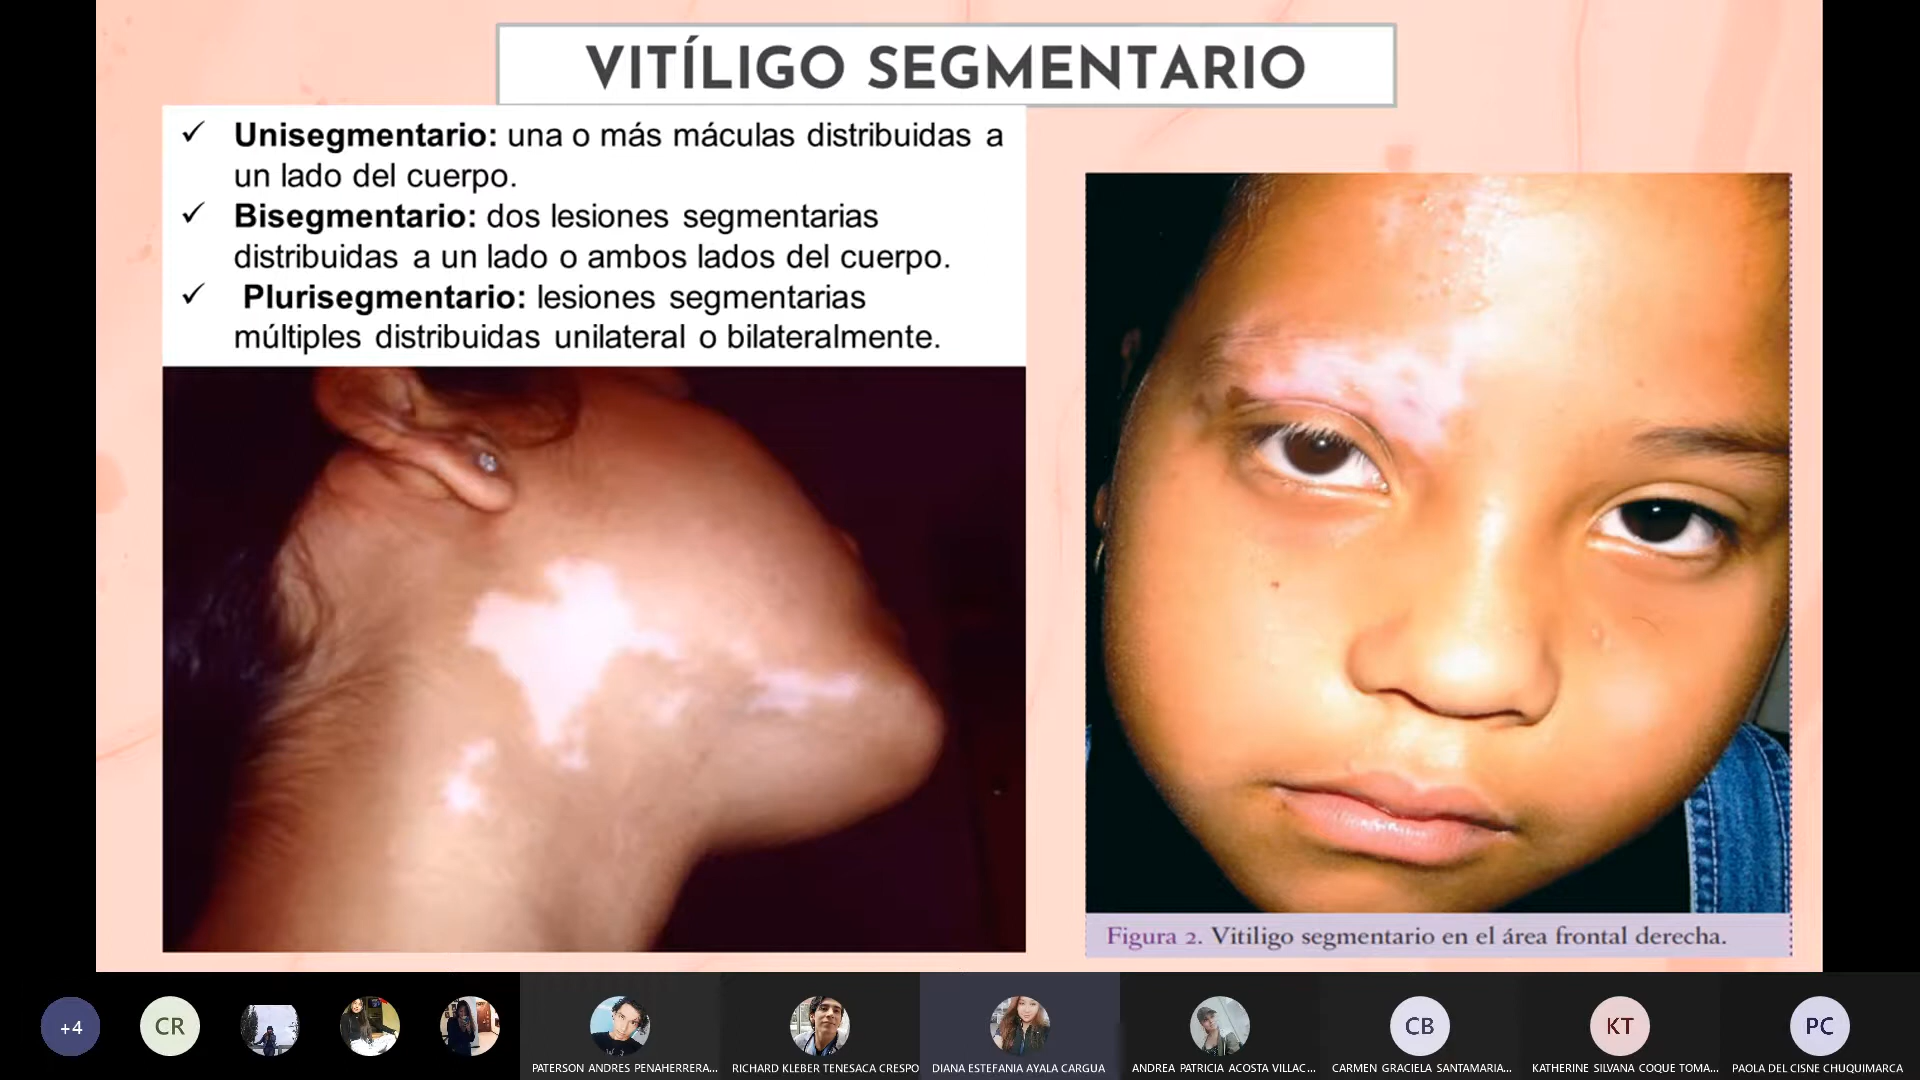 VITÍLIGO SEGMENTARIO
✓ Unisegmentario: una o más máculas distribuidas a
un lado del cuerpo.
✓ Bisegmentario: dos lesiones segmentarias
distribuidas a un lado o ambos lados del cuerpo.
✓ Plurisegmentario: lesiones segmentarias
múltiples distribuidas unilateral o bilateralmente.
Figura 2. Vitiligo segmentario en el área frontal derecha.
+4
CR
CB
KT
PC
PATERSON ANDRES PENAHERRERA...
RICHARD KLEBER TENESACA CRESPO
DIANA ESTEFANIA AYALA CARGUA
ANDREA PATRICIA ACOSTA VILLAC...
CARMEN GRACIELA SANTAMARIA...
KATHERINE SILVANA COQUE TOMA...
PAOLA DEL CISNE CHUQUIMARCA